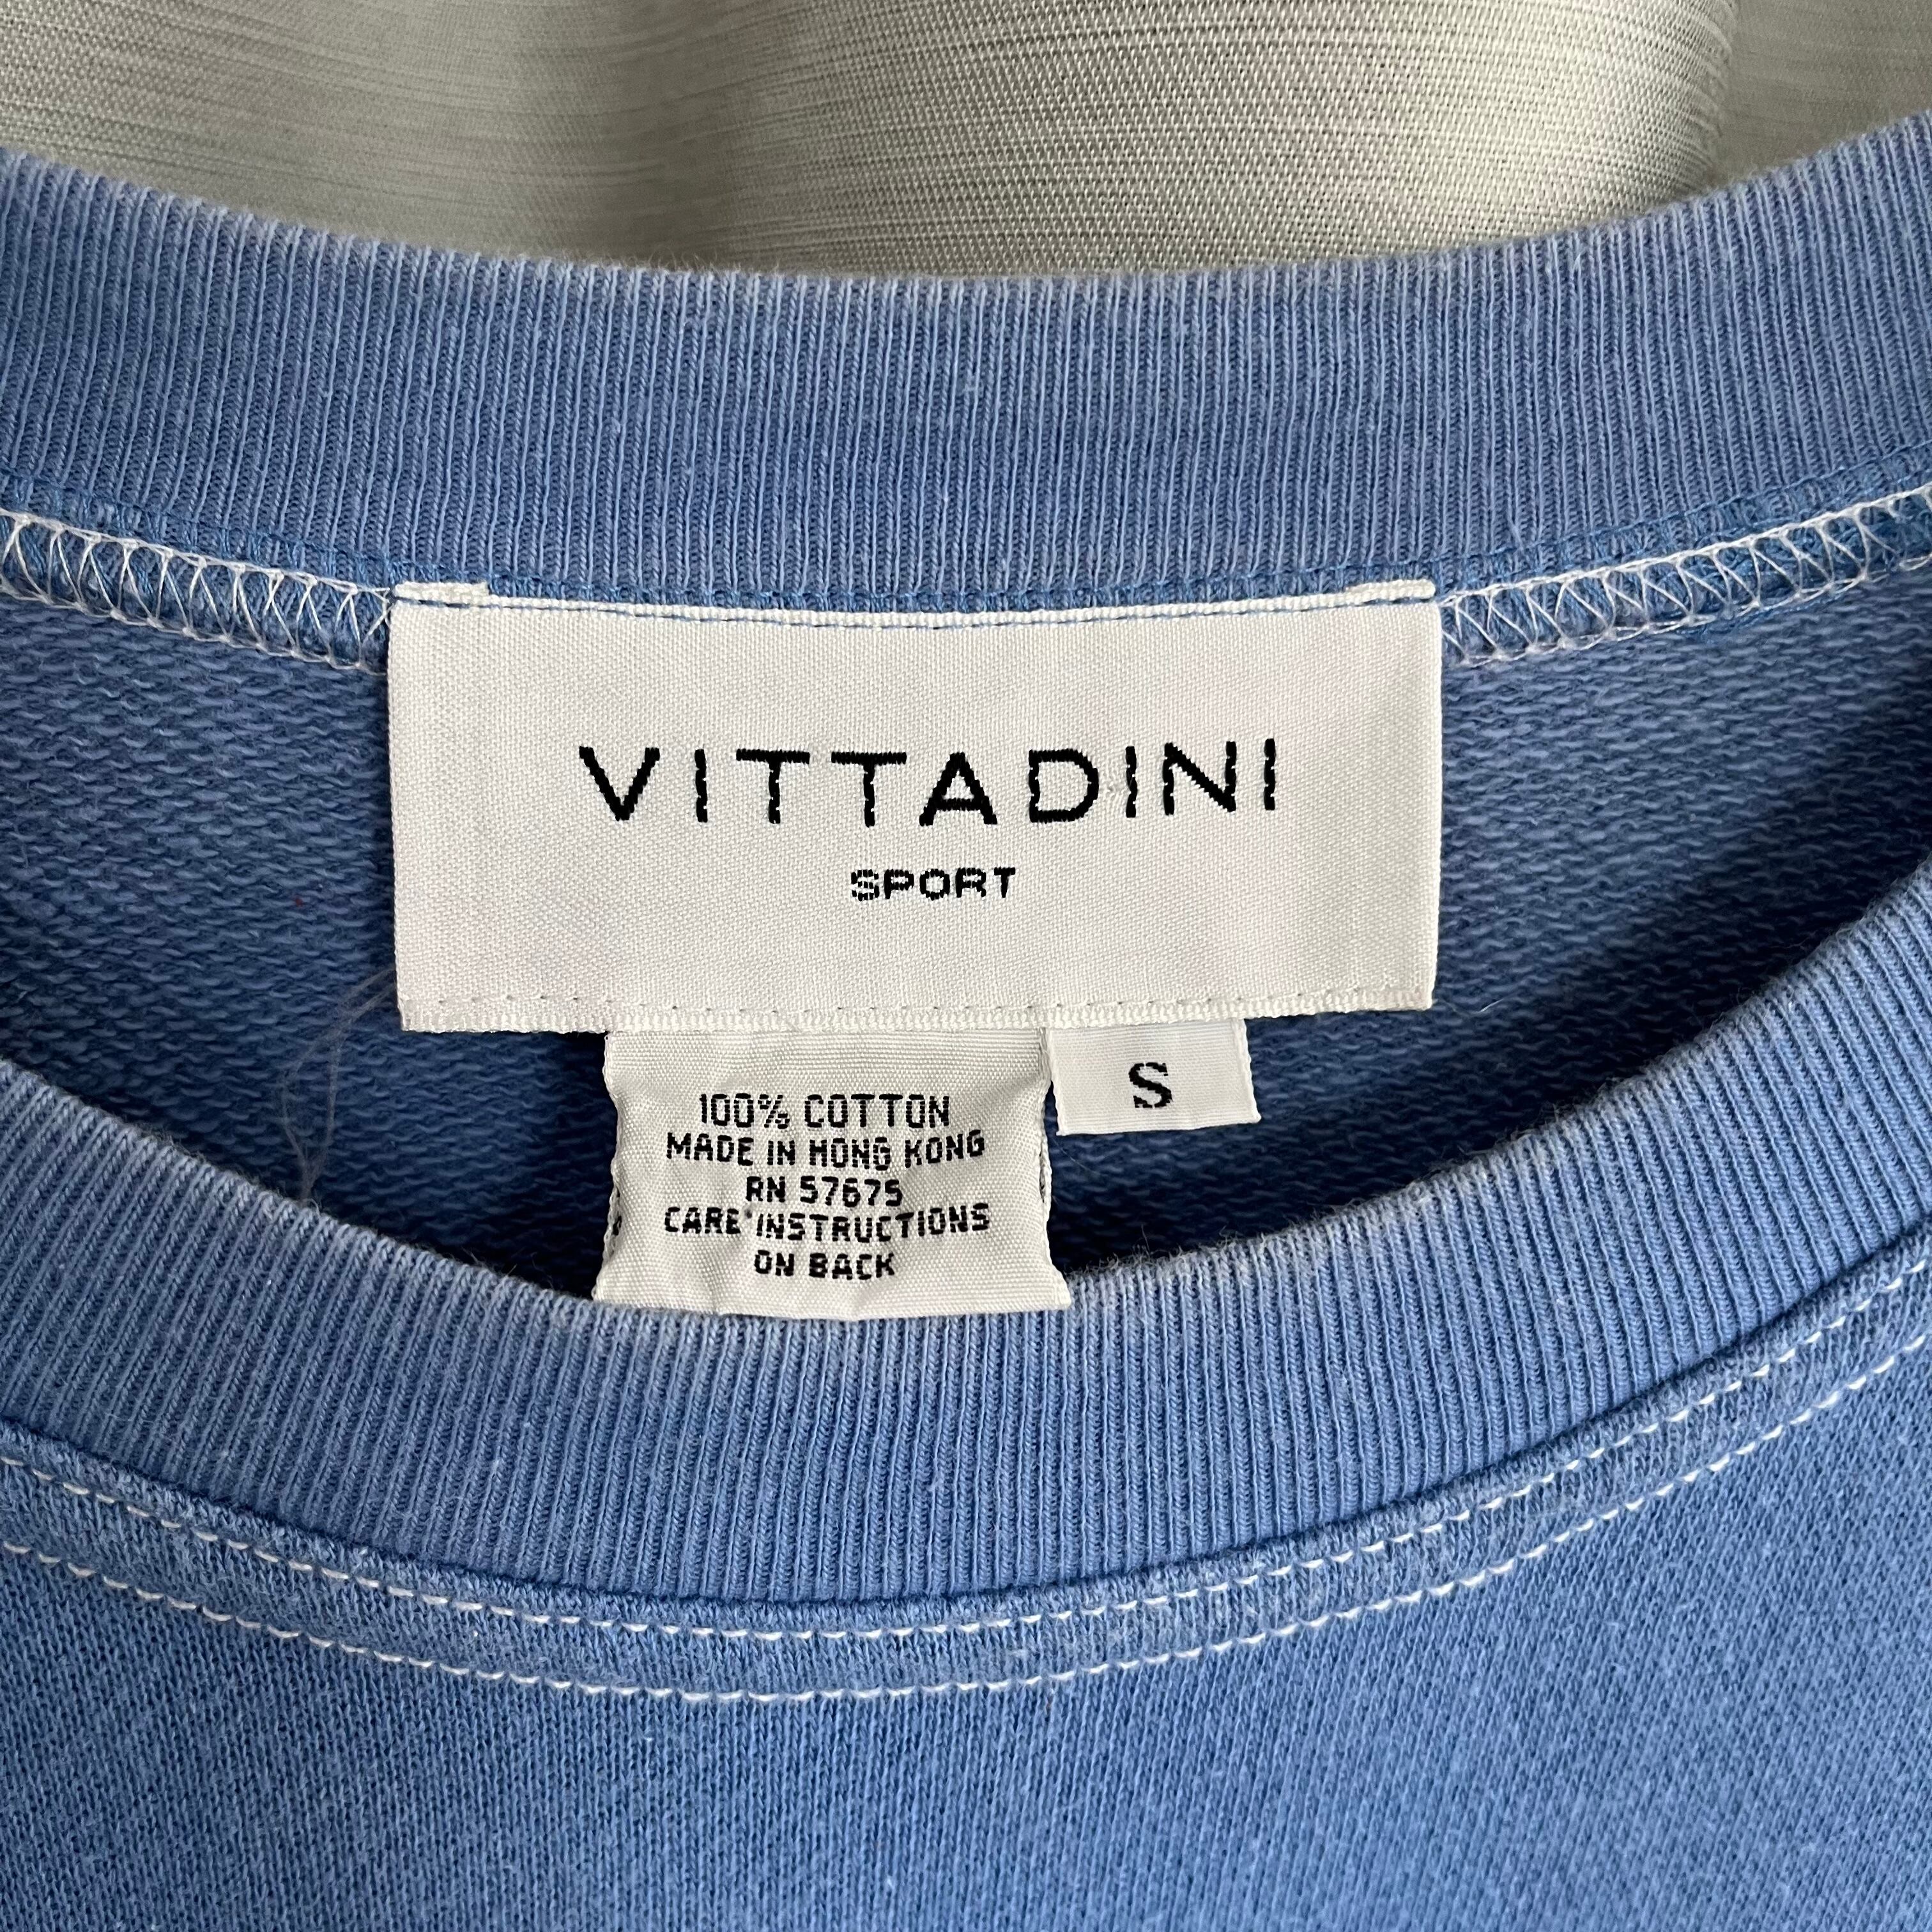 VITTADINI
SPORT
S
100% COTTON
MADE IN HONG KONG
RN 57675
CARE INSTRUCTIONS
ON BACK